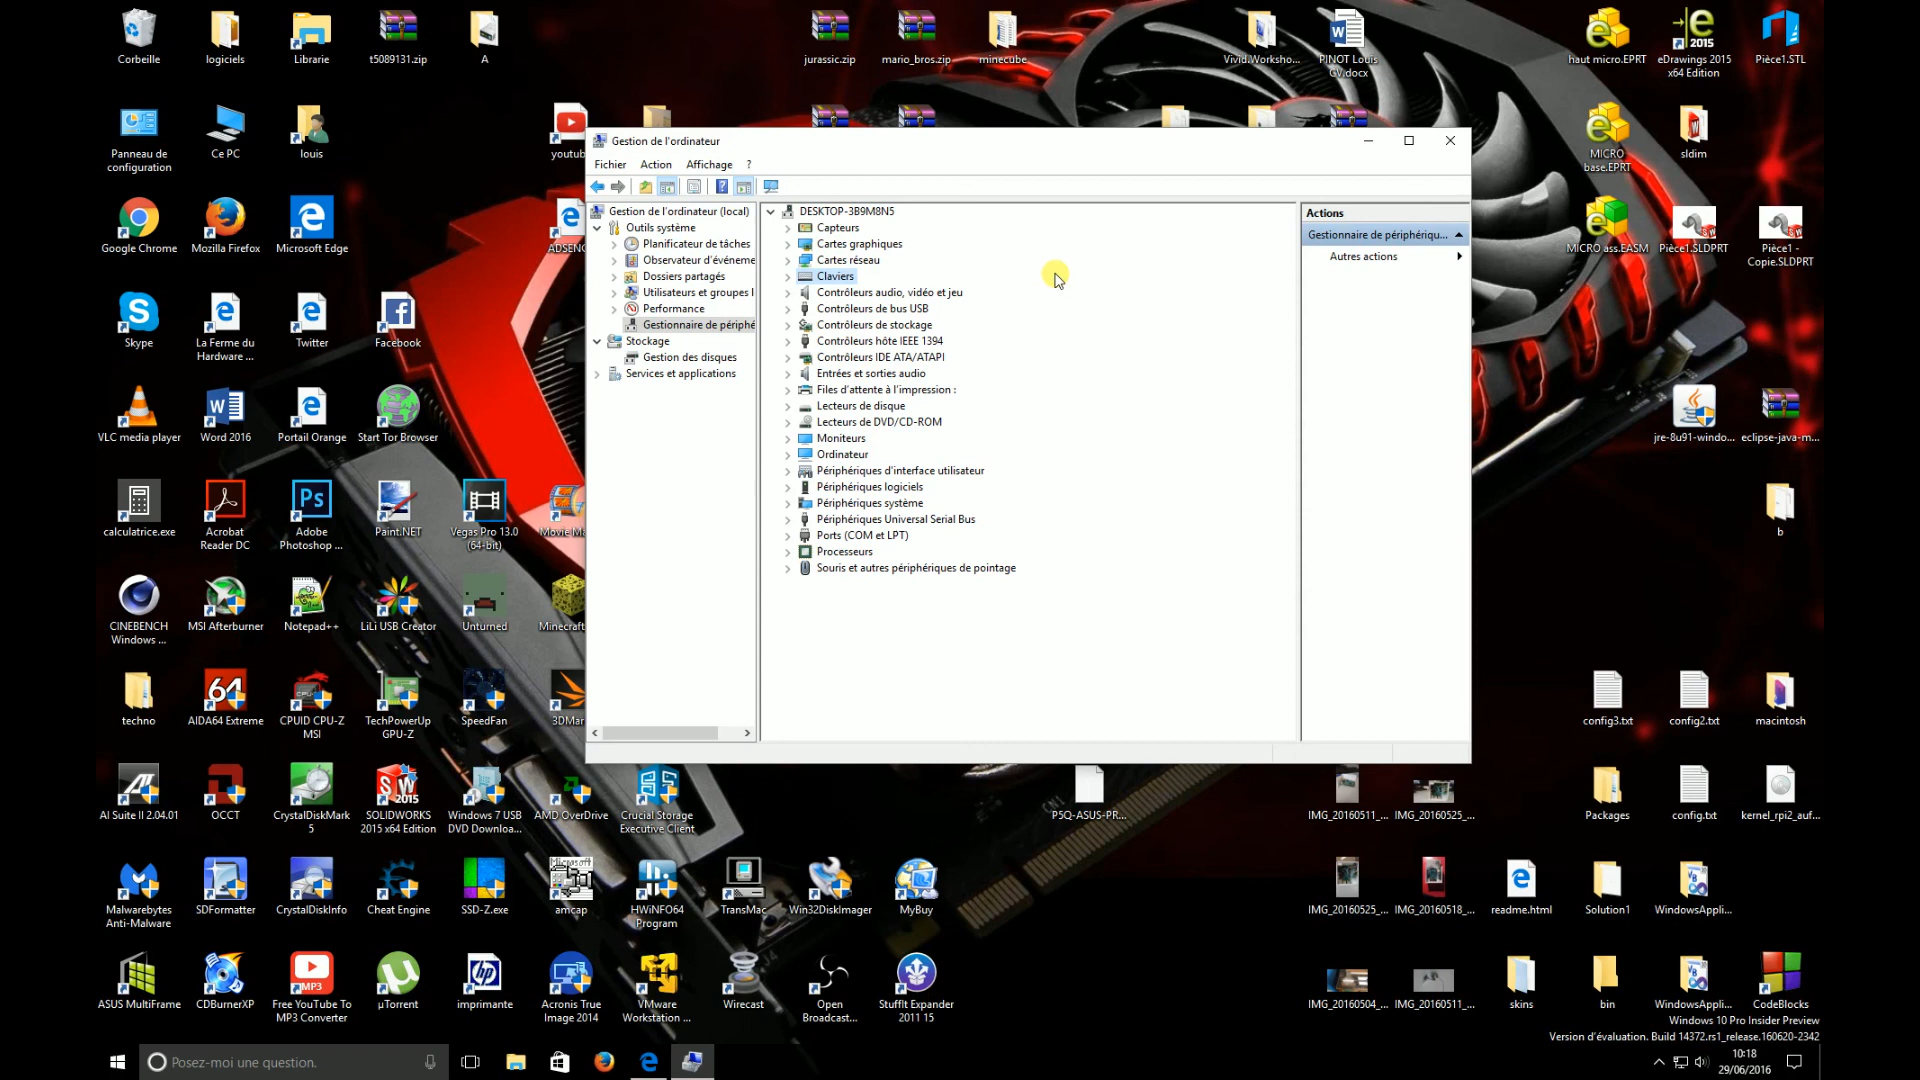 Corbeille
logiciels
Librarie
t5089131.zip
A
jurassic.zip
mario_bros.zip
minecube
Vivid.Worksho...
PINOT Louis
CV.docx
haut micro.EPRT
eDrawings 2015
x64 Edition
Pièce1.STL
Panneau de
configuration
Ce PC
louis
MICRO
base.EPRT
sldim
Google Chrome
Mozilla Firefox
Microsoft Edge
MICRO ass.EASM
Pièce1.SLDPRT
Pièce1 -
Copie.SLDPRT
Gestion de l'ordinateur
Fichier
Action
Affichage
?
Gestion de l'ordinateur (local)
Outils système
Planificateur de tâches
Observateur d'événeme
Dossiers partagés
Utilisateurs et groupes l
Performance
Gestionnaire de périphé
Stockage
Gestion des disques
Services et applications
DESKTOP-3B9M8N5
Capteurs
Cartes graphiques
Cartes réseau
Claviers
Contrôleurs audio, vidéo et jeu
Contrôleurs de bus USB
Contrôleurs de stockage
Contrôleurs hôte IEEE 1394
Contrôleurs IDE ATA/ATAPI
Entrées et sorties audio
Files d'attente à l'impression :
Lecteurs de disque
Lecteurs de DVD/CD-ROM
Moniteurs
Ordinateur
Périphériques d'interface utilisateur
Périphériques logiciels
Périphériques système
Périphériques Universal Serial Bus
Ports (COM et LPT)
Processeurs
Souris et autres périphériques de pointage
Actions
Gestionnaire de périphériqu...
Autres actions
youtub
ADSENC
Skype
La Ferme du
Hardware ...
Twitter
Facebook
VLC media player
Word 2016
Portail Orange
Start Tor Browser
jre-8u91-windo...
eclipse-java-m...
calculatrice.exe
Acrobat
Reader DC
Adobe
Photoshop ...
Paint.NET
Vegas Pro 13.0
(64-bit)
Movie Ma
b
CINEBENCH
Windows ...
MSI Afterburner
Notepad++
LiLi USB Creator
Unturned
Minecraft
techno
AIDA64 Extreme
CPUID CPU-Z
MSI
TechPowerUp
GPU-Z
SpeedFan
3DMar
config3.txt
config2.txt
macintosh
AI Suite II 2.04.01
OCCT
CrystalDiskMark
5
SOLIDWORKS
2015 x64 Edition
Windows 7 USB
DVD Downloa...
AMD OverDrive
Crucial Storage
Executive Client
P5Q-ASUS-PR...
IMG_20160511_...
IMG_20160525_...
Packages
config.txt
kernel_rpi2_auf...
Malwarebytes
Anti-Malware
SDFormatter
CrystalDiskInfo
Cheat Engine
SSD-Z.exe
amcap
HWiNFO64
Program
TransMac
Win32DiskImager
MyBuy
IMG_20160525_...
IMG_20160518_...
readme.html
Solution1
WindowsAppli...
ASUS MultiFrame
CDBurnerXP
Free YouTube To
MP3 Converter
µTorrent
imprimante
Acronis True
Image 2014
VMware
Workstation ...
Wirecast
Open
Broadcast...
StuffIt Expander
2011 15
IMG_20160504_...
IMG_20160511_...
skins
bin
WindowsAppli...
CodeBlocks
Windows 10 Pro Insider Preview
Version d'évaluation. Build 14372.rs1_release.160620-2342
Posez-moi une question.
10:18
29/06/2016